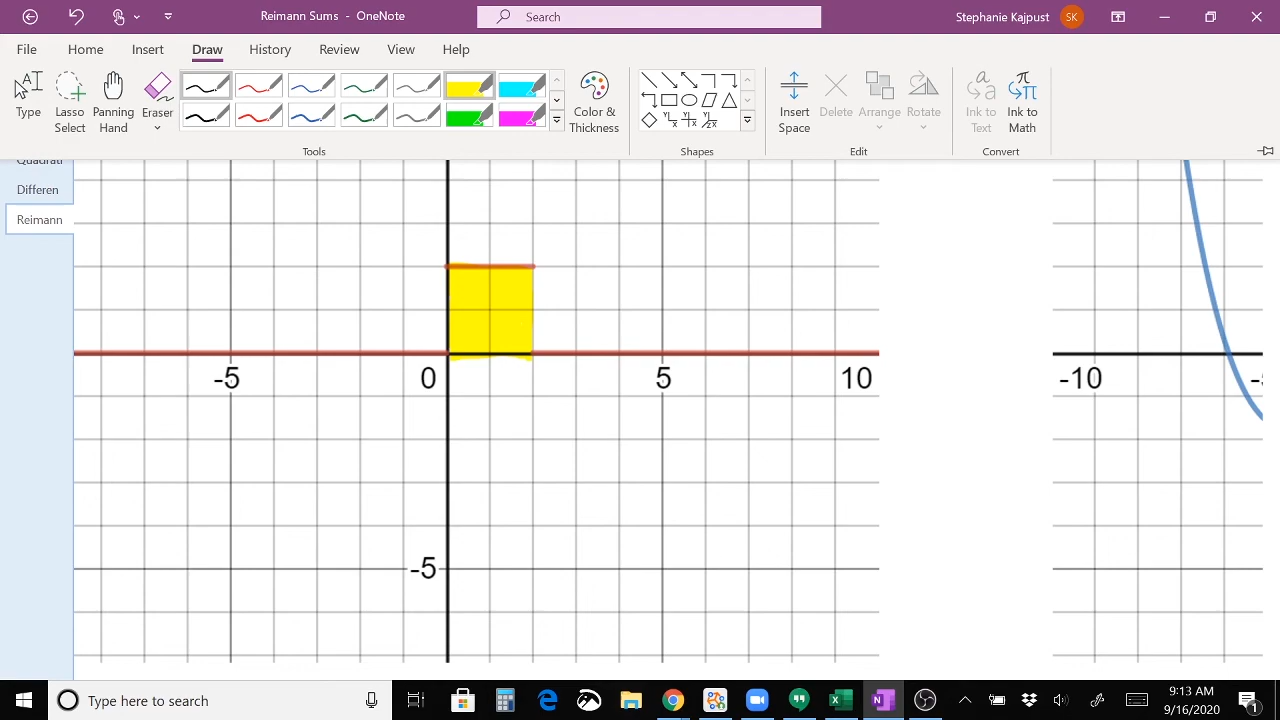 Reimann Sums - OneNote
Search
Stephanie Kajpust
SK
File
Home
Insert
Draw
History
Review
View
Help
Type
Lasso
Select
Panning
Hand
Eraser
Color &
Thickness
Insert
Space
Delete
Arrange
Rotate
Ink to
Text
Ink to
Math
Tools
Shapes
Edit
Convert
Quadrati
Differen
Reimann
-5
0
5
10
-10
-5
Type here to search
9:13 AM
9/16/2020
1